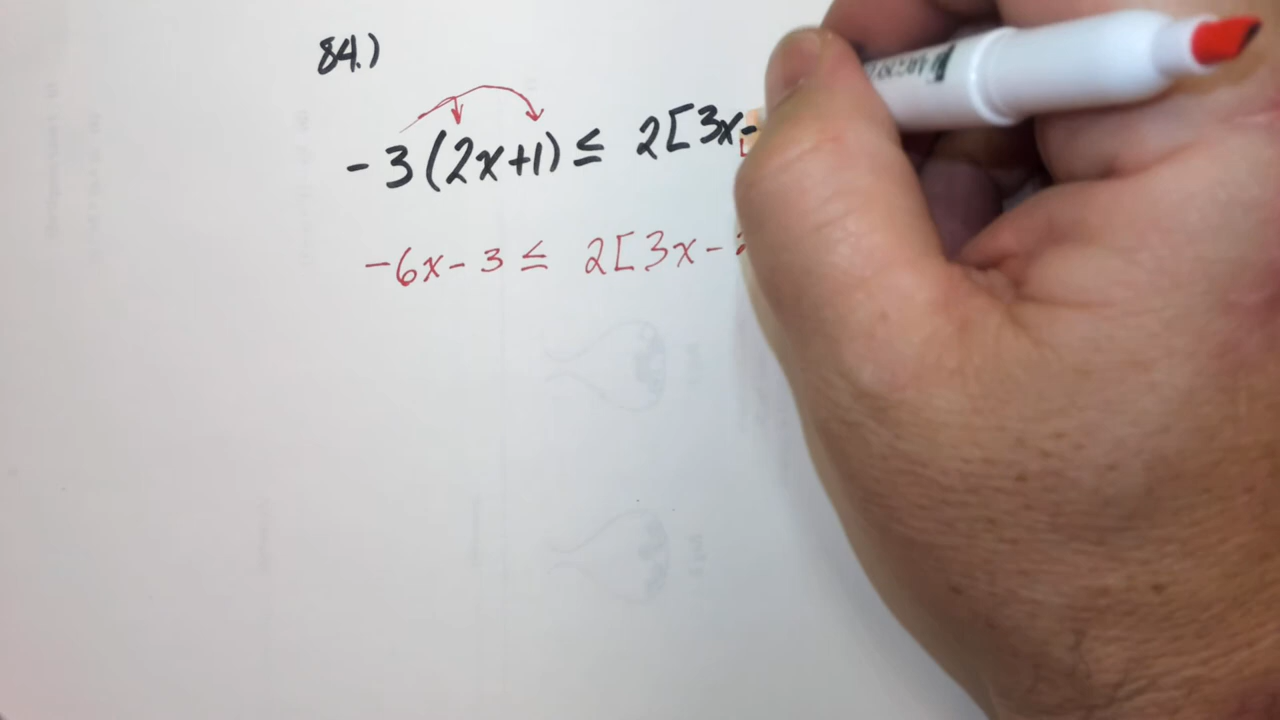 84.)
-3(2x+1) ≤ 2[3x-
-6x-3 ≤ 2[3x-